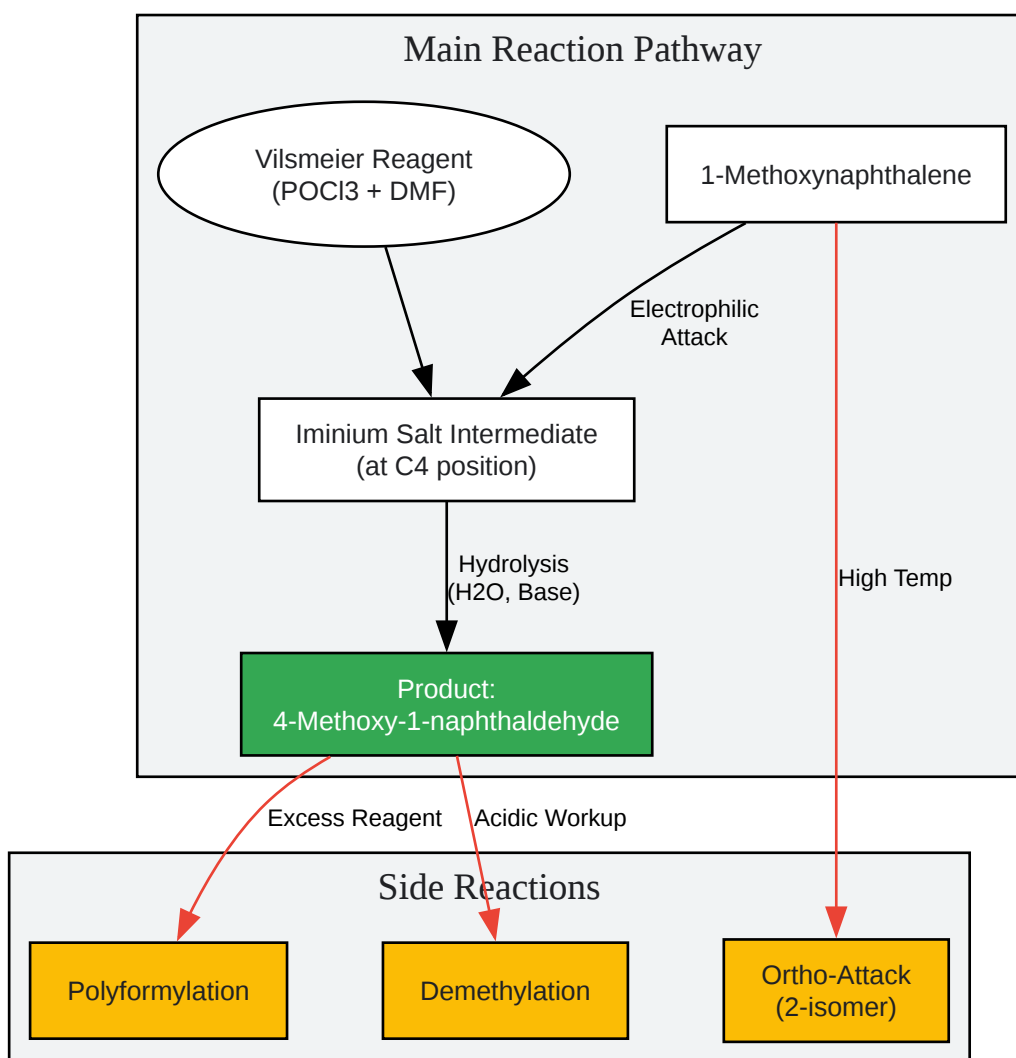 Main Reaction Pathway
Vilsmeier Reagent
(POCl3 + DMF)
1-Methoxynaphthalene
Electrophilic
Attack
Iminium Salt Intermediate
(at C4 position)
Hydrolysis
(H2O, Base)
High Temp
Product:
4-Methoxy-1-naphthaldehyde
Excess Reagent
Acidic Workup
Side Reactions
Polyformylation
Demethylation
Ortho-Attack
(2-isomer)